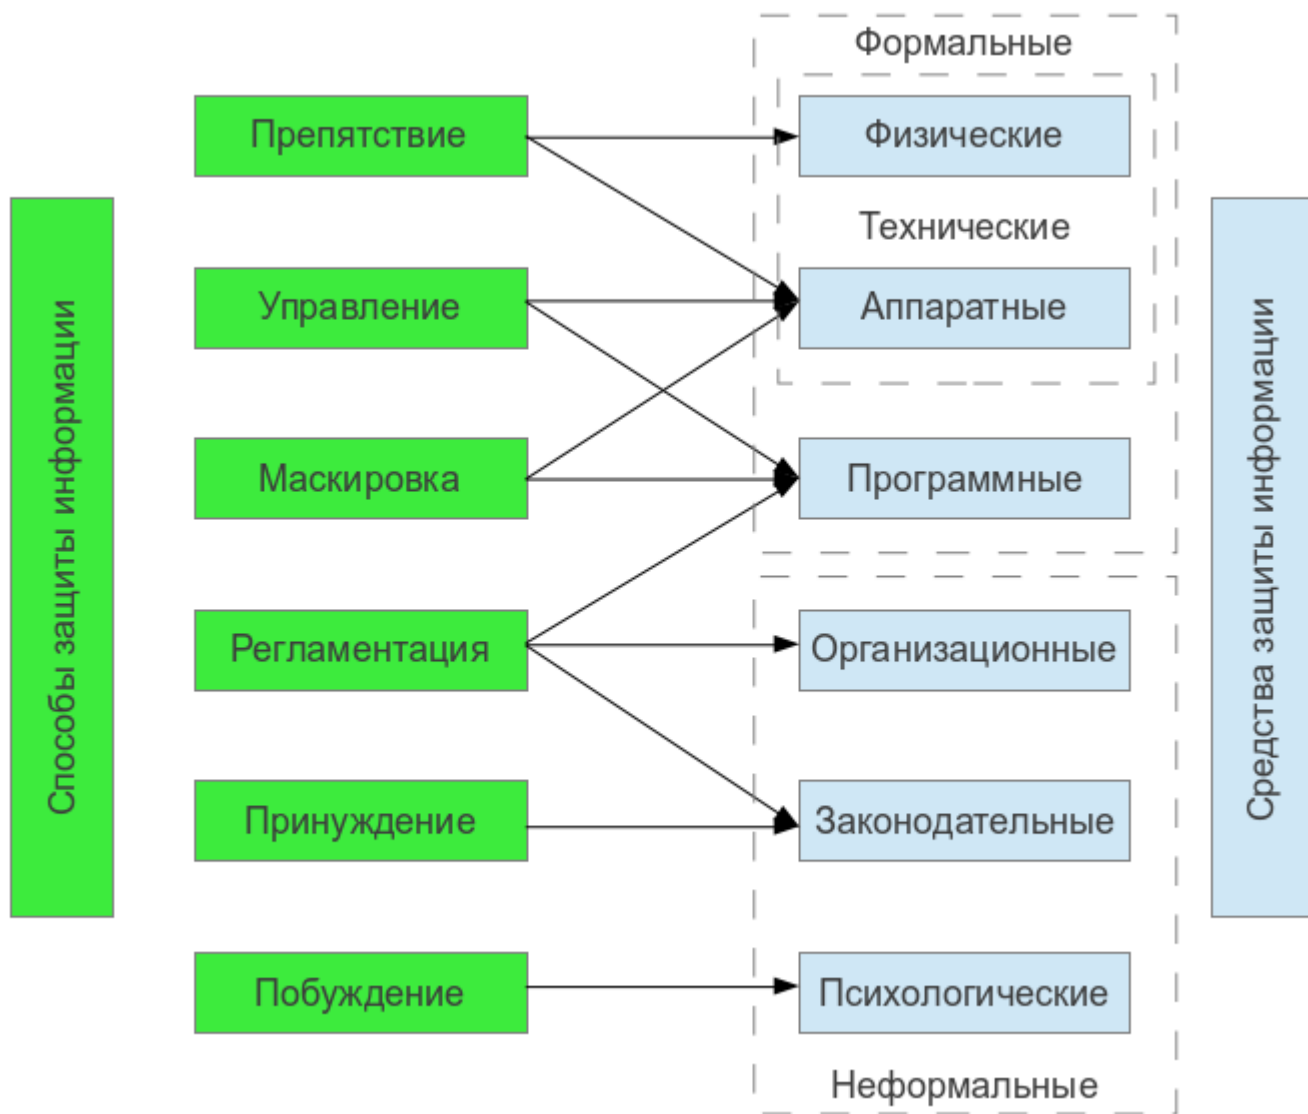 Формальные
Препятствие
Физические
Технические
Управление
Аппаратные
Способы защиты информации
Средства защиты информации
Маскировка
Программные
Регламентация
Организационные
Принуждение
Законодательные
Побуждение
Психологические
Неформальные